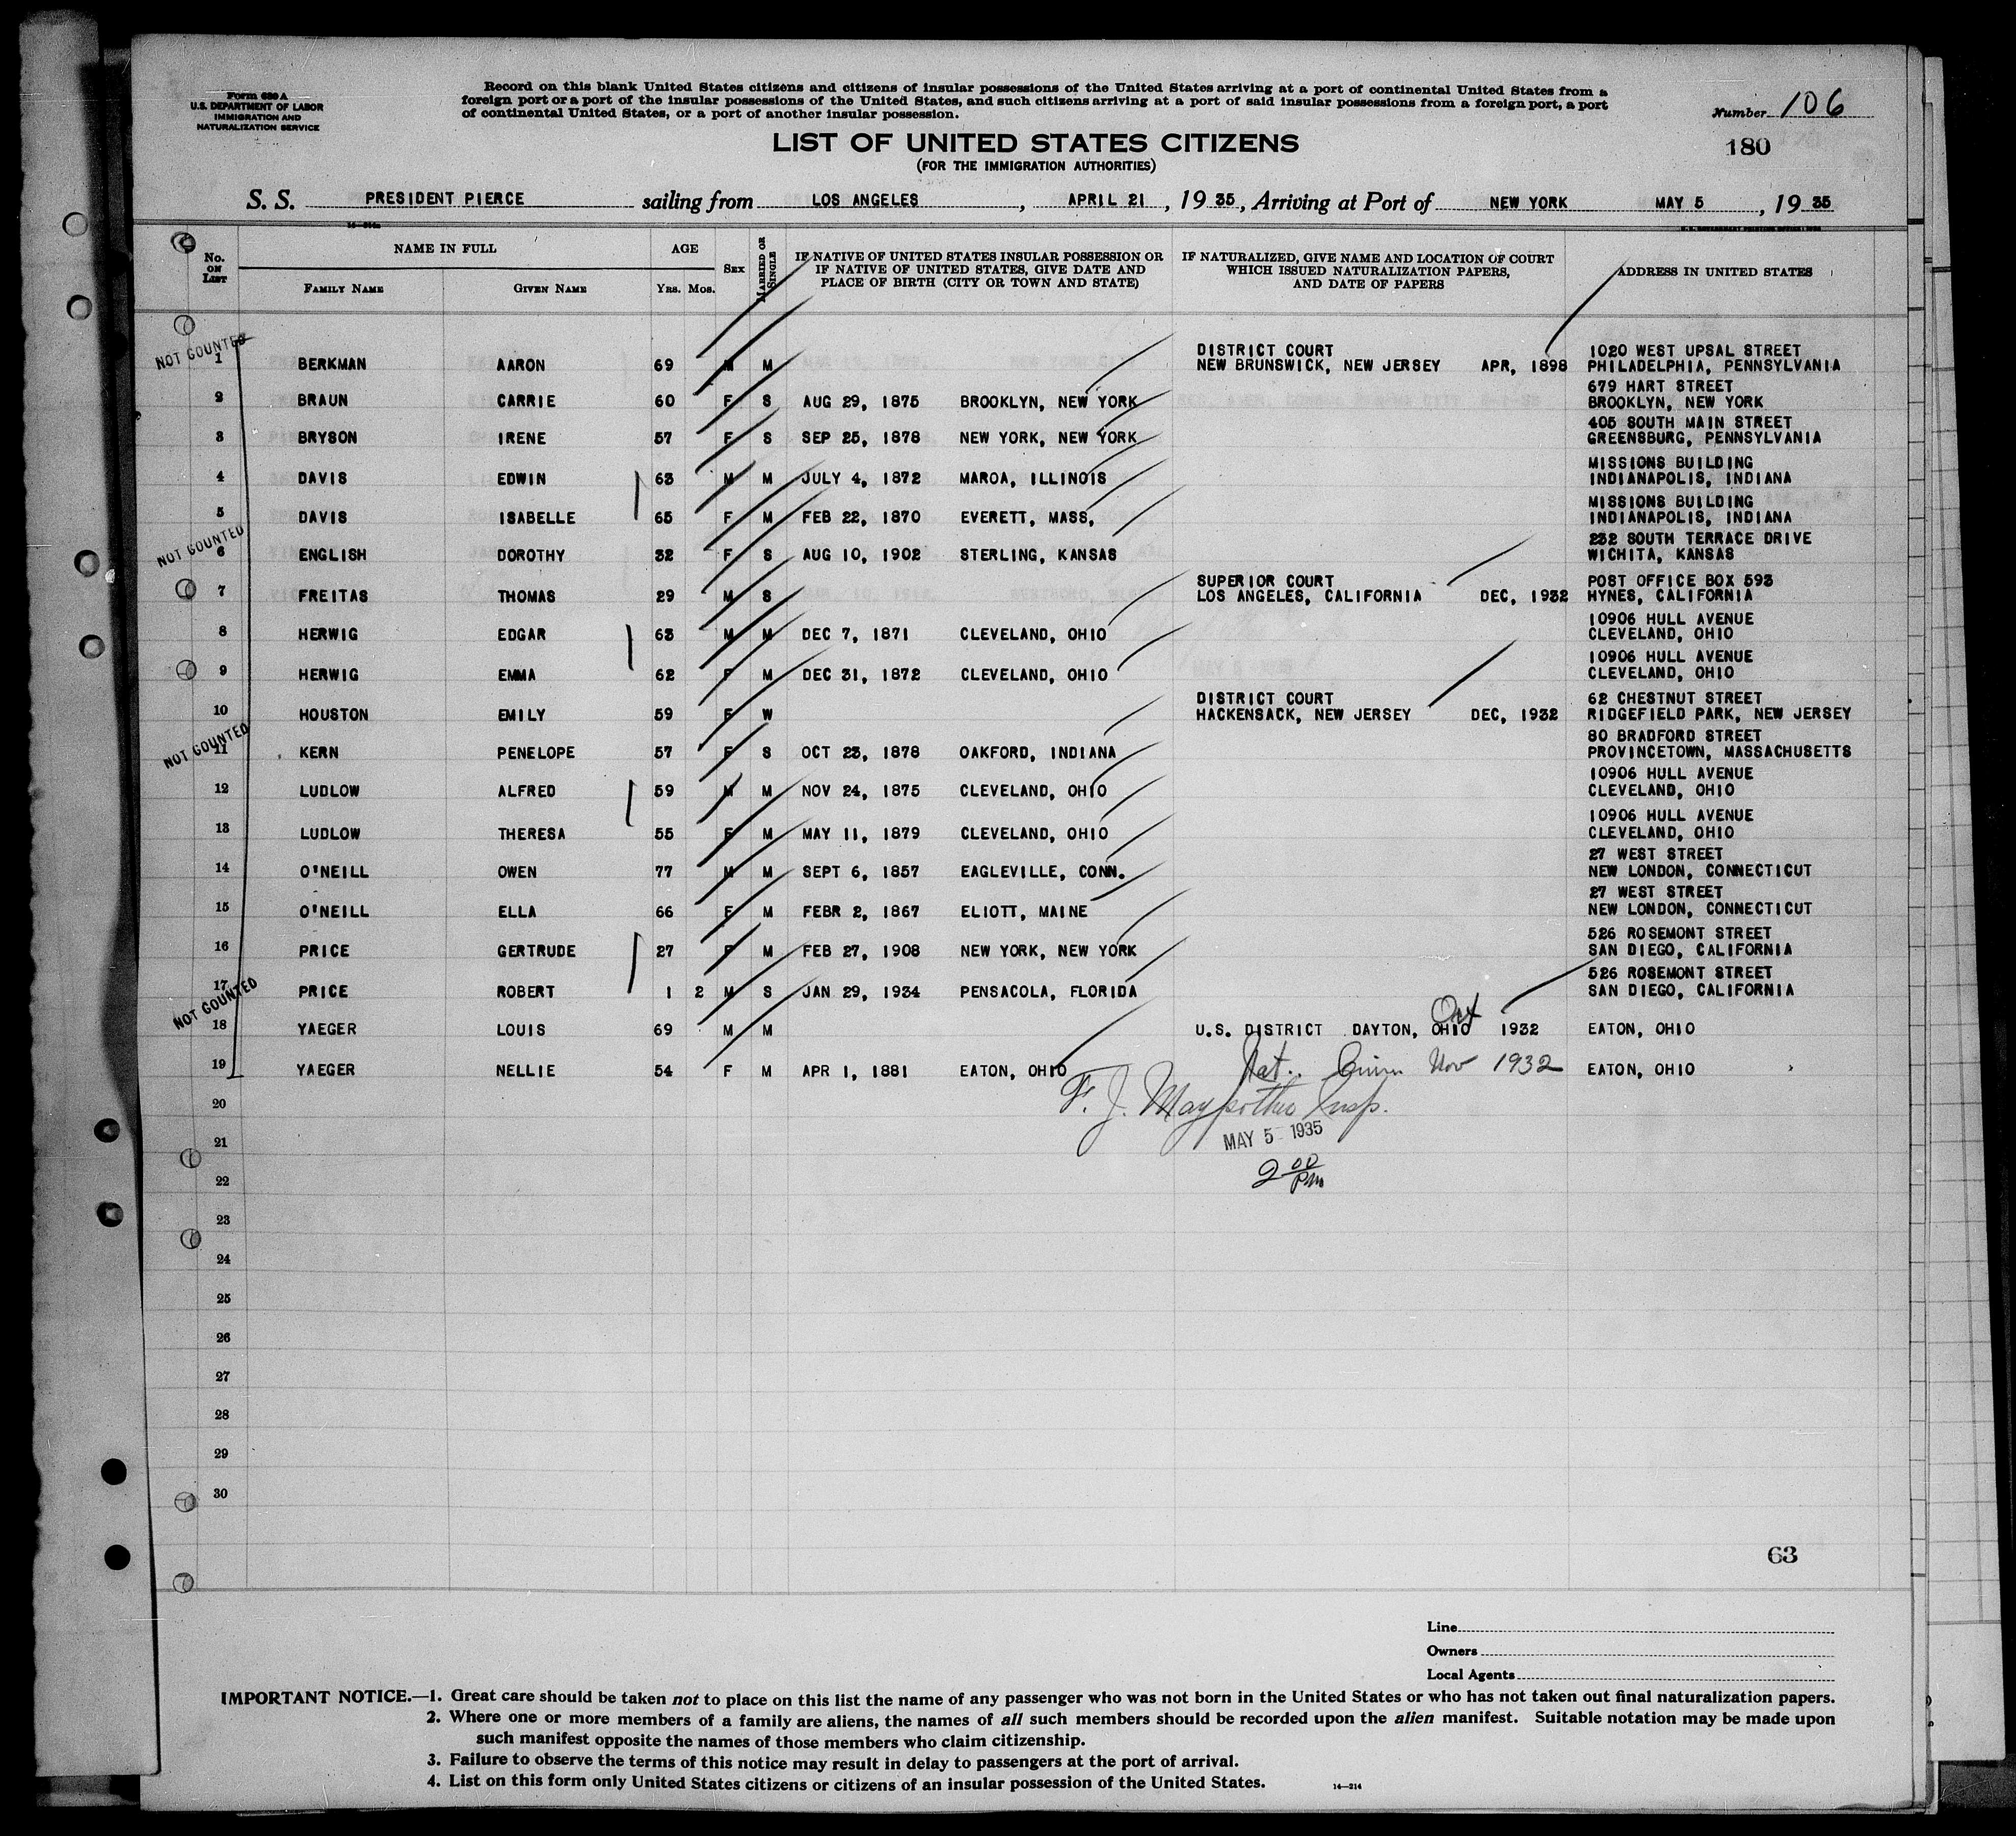 Form 630 A
U.S. DEPARTMENT OF LABOR
IMMIGRATION AND
NATURALIZATION SERVICE
Record on this blank United States citizens and citizens of insular possessions of the United States arriving at a port of continental United States from a
foreign port or a port of the insular possessions of the United States, and such citizens arriving at a port of said insular possessions from a foreign port, a port
of continental United States, or a port of another insular possession.
Number 106
LIST OF UNITED STATES CITIZENS
180
(FOR THE IMMIGRATION AUTHORITIES)
S. S. PRESIDENT PIERCE sailing from LOS ANGELES, APRIL 21, 19 35, Arriving at Port of NEW YORK MAY 5, 19 35
No. ON LIST
NAME IN FULL
FAMILY NAME GIVEN NAME
AGE
YRS. MOS.
SEX
MARRIED OR SINGLE
IF NATIVE OF UNITED STATES INSULAR POSSESSION OR
IF NATIVE OF UNITED STATES, GIVE DATE AND
PLACE OF BIRTH (CITY OR TOWN AND STATE)
IF NATURALIZED, GIVE NAME AND LOCATION OF COURT
WHICH ISSUED NATURALIZATION PAPERS,
AND DATE OF PAPERS
ADDRESS IN UNITED STATES
NOT COUNTED
DISTRICT COURT 1020 WEST UPSAL STREET
1 BERKMAN AARON 69 M M NEW BRUNSWICK, NEW JERSEY APR, 1898 PHILADELPHIA, PENNSYLVANIA
679 HART STREET
2 BRAUN CARRIE 60 F S AUG 29, 1875 BROOKLYN, NEW YORK BROOKLYN, NEW YORK
405 SOUTH MAIN STREET
3 BRYSON IRENE 57 F S SEP 25, 1878 NEW YORK, NEW YORK GREENSBURG, PENNSYLVANIA
MISSIONS BUILDING
4 DAVIS EDWIN 63 M M JULY 4, 1872 MAROA, ILLINOIS INDIANAPOLIS, INDIANA
MISSIONS BUILDING
5 DAVIS ISABELLE 65 F M FEB 22, 1870 EVERETT, MASS, INDIANAPOLIS, INDIANA
NOT COUNTED
232 SOUTH TERRACE DRIVE
6 ENGLISH DOROTHY 32 F S AUG 10, 1902 STERLING, KANSAS WICHITA, KANSAS
SUPERIOR COURT POST OFFICE BOX 593
7 FREITAS THOMAS 29 M S LOS ANGELES, CALIFORNIA DEC, 1932 HYNES, CALIFORNIA
10906 HULL AVENUE
8 HERWIG EDGAR 63 M M DEC 7, 1871 CLEVELAND, OHIO CLEVELAND, OHIO
10906 HULL AVENUE
9 HERWIG EMMA 62 F M DEC 31, 1872 CLEVELAND, OHIO CLEVELAND, OHIO
DISTRICT COURT 62 CHESTNUT STREET
10 HOUSTON EMILY 59 F W HACKENSACK, NEW JERSEY DEC, 1932 RIDGEFIELD PARK, NEW JERSEY
NOT COUNTED
80 BRADFORD STREET
11 KERN PENELOPE 57 F S OCT 23, 1878 OAKFORD, INDIANA PROVINCETOWN, MASSACHUSETTS
10906 HULL AVENUE
12 LUDLOW ALFRED 59 M M NOV 24, 1875 CLEVELAND, OHIO CLEVELAND, OHIO
10906 HULL AVENUE
13 LUDLOW THERESA 55 F M MAY 11, 1879 CLEVELAND, OHIO CLEVELAND, OHIO
27 WEST STREET
14 O'NEILL OWEN 77 M M SEPT 6, 1857 EAGLEVILLE, CONN. NEW LONDON, CONNECTICUT
27 WEST STREET
15 O'NEILL ELLA 66 F M FEBR 2, 1867 ELIOTT, MAINE NEW LONDON, CONNECTICUT
526 ROSEMONT STREET
16 PRICE GERTRUDE 27 F M FEB 27, 1908 NEW YORK, NEW YORK SAN DIEGO, CALIFORNIA
526 ROSEMONT STREET
17 PRICE ROBERT 1 2 M S JAN 29, 1934 PENSACOLA, FLORIDA SAN DIEGO, CALIFORNIA
NOT COUNTED
18 YAEGER LOUIS 69 M M U.S. DISTRICT DAYTON, OHIO 1932 EATON, OHIO
19 YAEGER NELLIE 54 F M APR 1, 1881 EATON, OHIO Nat. Nov 1932 EATON, OHIO
20 F. J. Insp.
21 MAY 5 1935
22 2 00 PM
23
24
25
26
27
28
29
30
63
Line
Owners
Local Agents
IMPORTANT NOTICE.—1. Great care should be taken not to place on this list the name of any passenger who was not born in the United States or who has not taken out final naturalization papers.
2. Where one or more members of a family are aliens, the names of all such members should be recorded upon the alien manifest. Suitable notation may be made upon
such manifest opposite the names of those members who claim citizenship.
3. Failure to observe the terms of this notice may result in delay to passengers at the port of arrival.
4. List on this form only United States citizens or citizens of an insular possession of the United States.
14—214